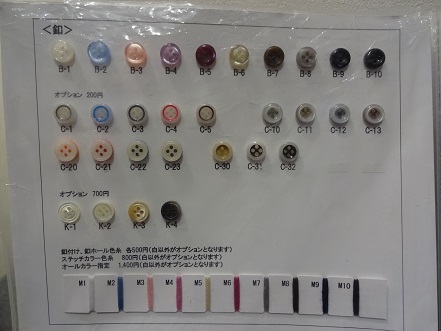 <釦>
B-1 B-2 B-3 B-4 B-5 B-6 B-7 B-8 B-9 B-10
オプション 200円
C-1 C-2 C-3 C-4 C-5 C-10 C-11 C-12 C-13
C-20 C-21 C-22 C-23 C-30 C-31 C-32
オプション 700円
K-1 K-2 K-3 K-4
釦付け、釦ホール色糸 各500円(白以外がオプションとなります)
ステッチカラー色糸 800円(白以外がオプションとなります)
オールカラー指定 1,400円(白以外がオプションとなります)
M1 M2 M3 M4 M5 M6 M7 M8 M9 M10